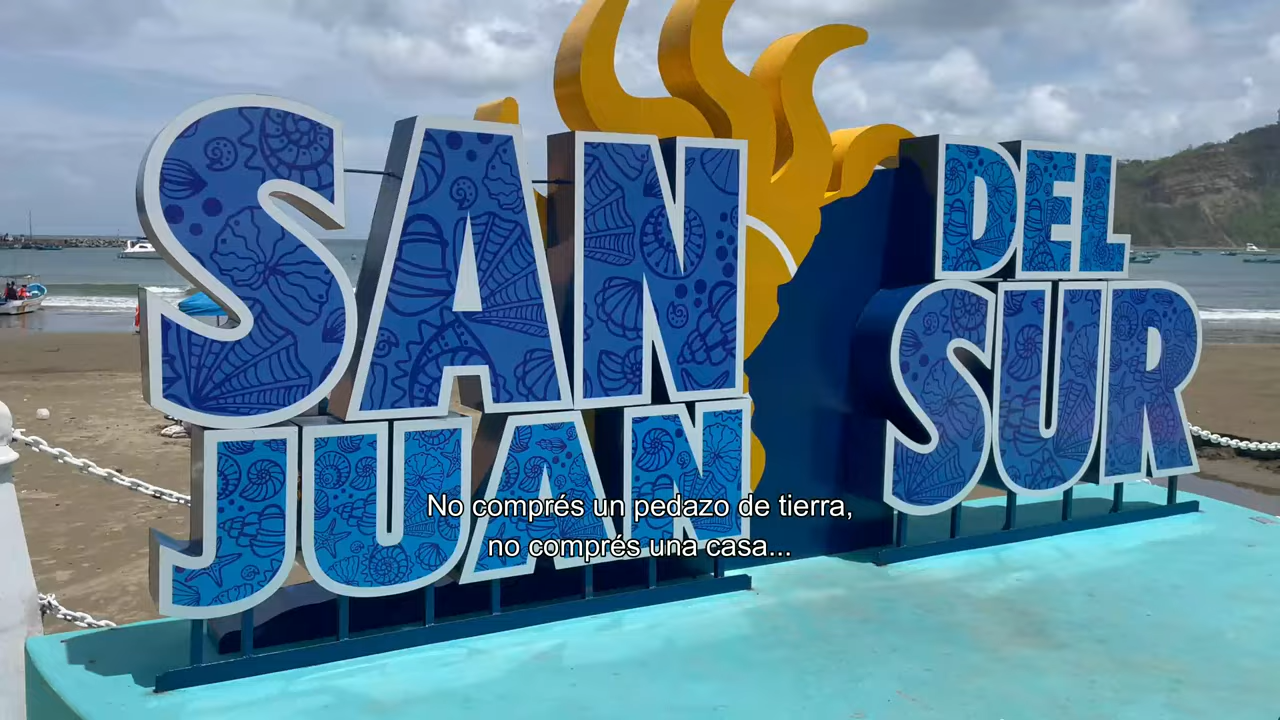 SAN
JUAN
DEL
SUR
No comprés un pedazo de tierra,
no comprés una casa...